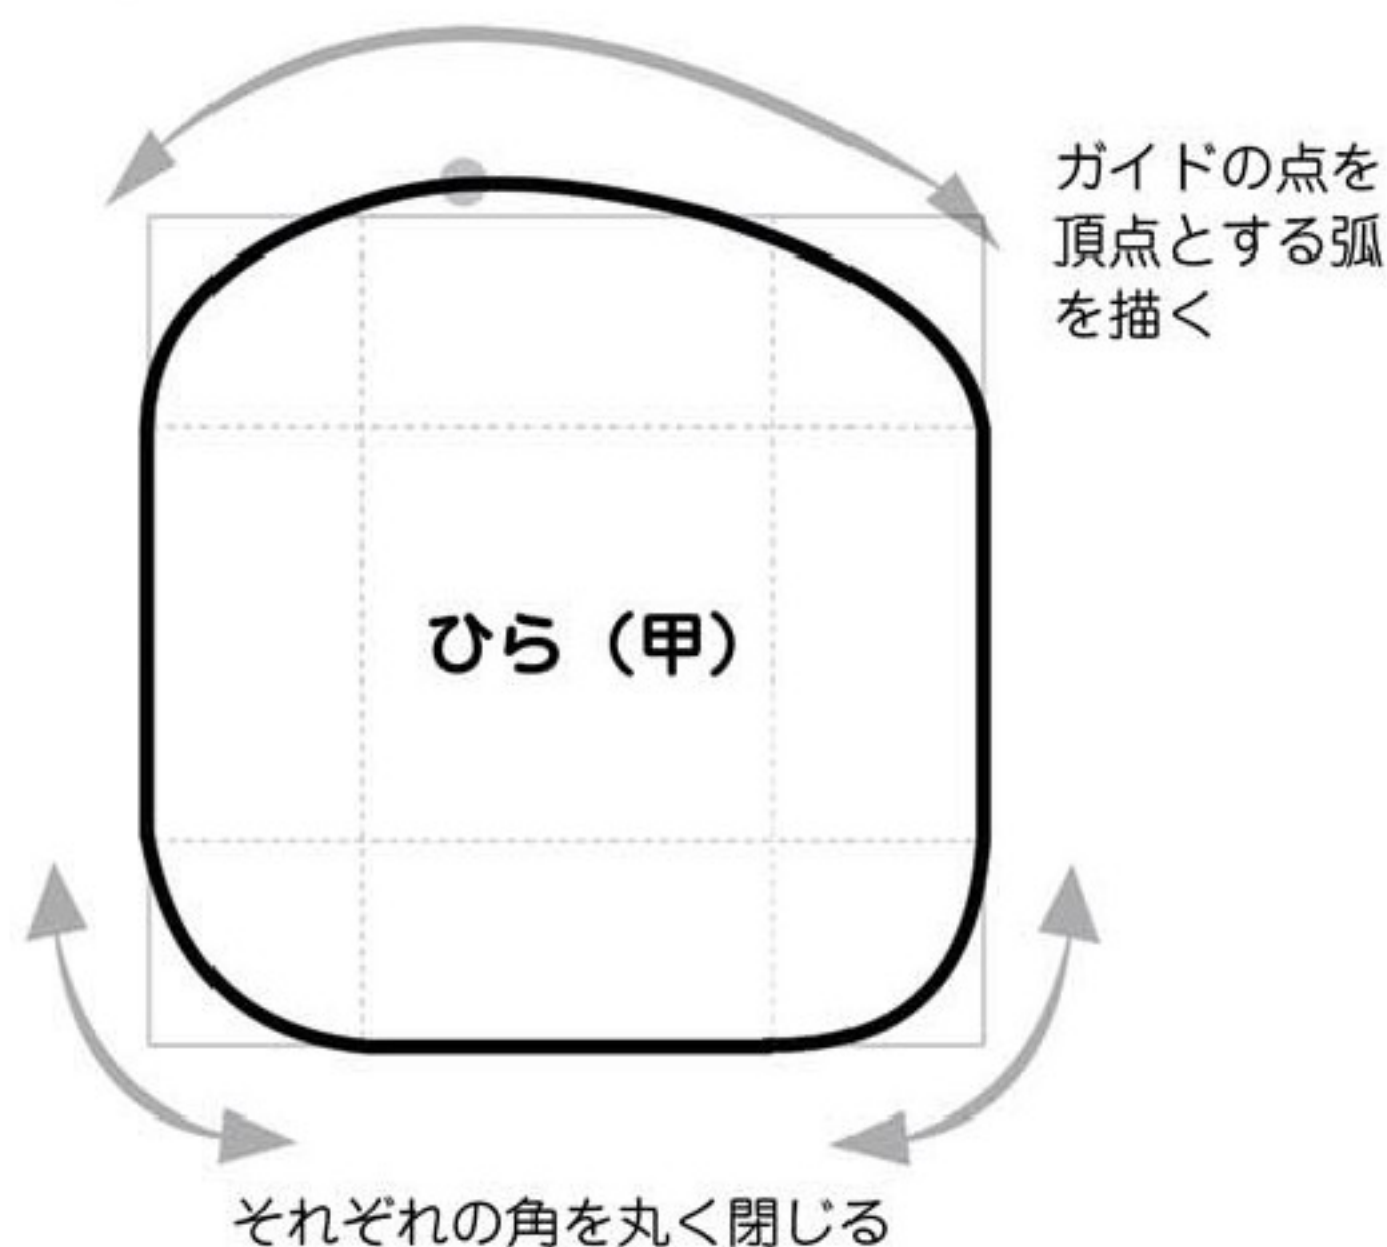 ガイドの点を
頂点とする弧
を描く
ひら（甲）
それぞれの角を丸く閉じる